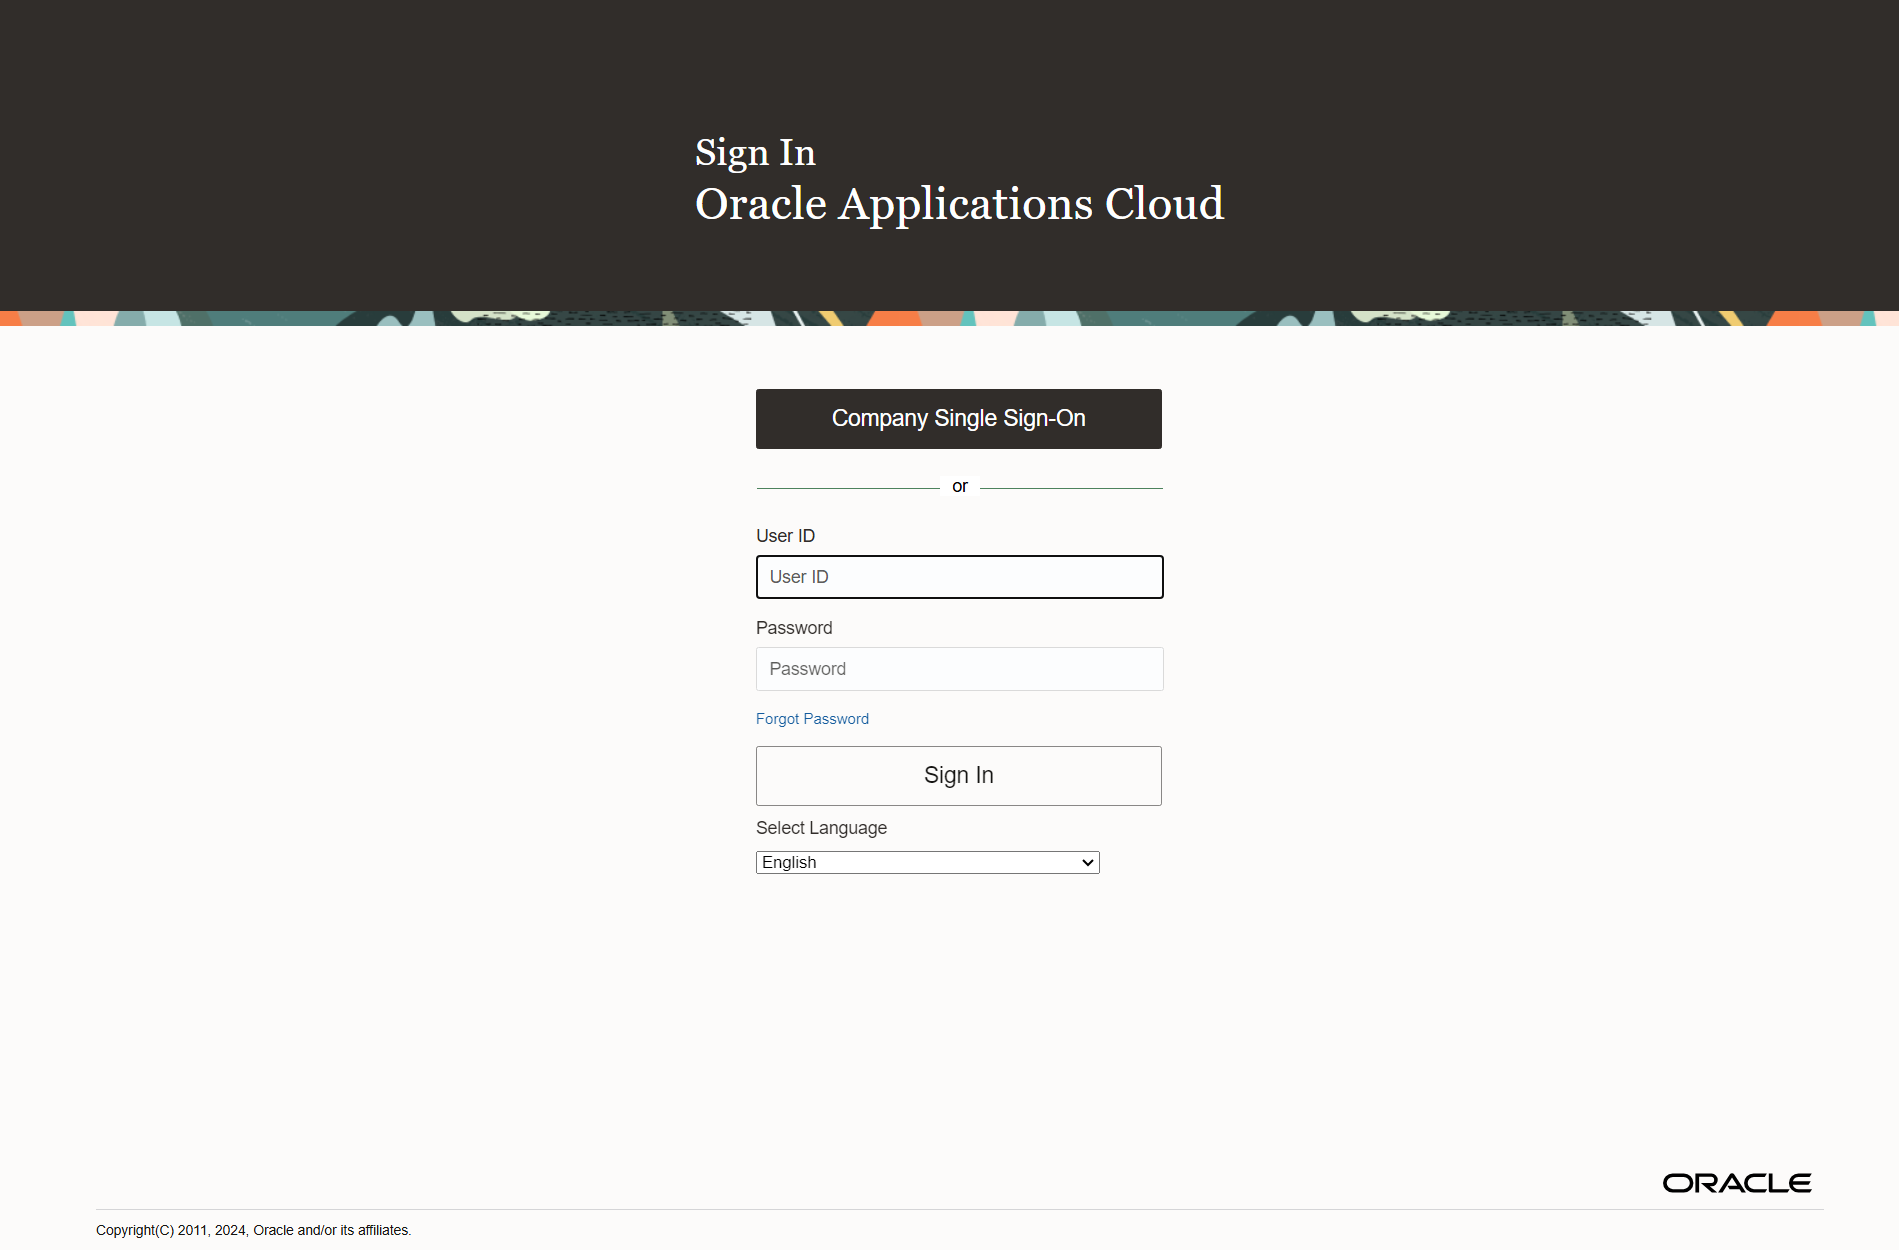 Sign In
Oracle Applications Cloud
Company Single Sign-On
or
User ID
User ID
Password
Password
Forgot Password
Sign In
Select Language
English
ORACLE
Copyright(C) 2011, 2024, Oracle and/or its affiliates.